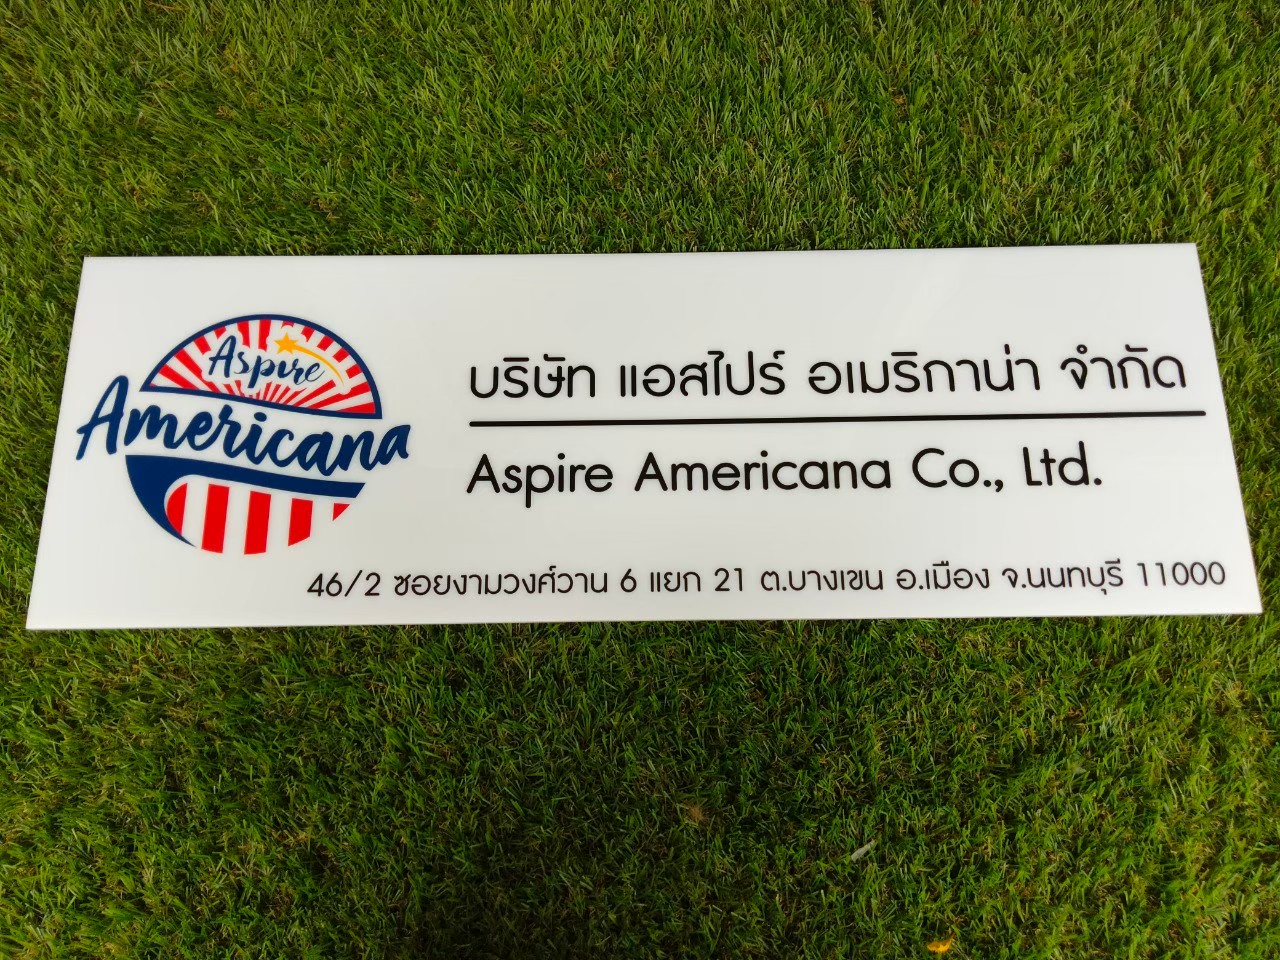 Aspire
Americana
บริษัท แอสไปร์ อเมริกาน่า จำกัด
Aspire Americana Co., Ltd.
46/2 ซอยงามวงศ์วาน 6 แยก 21 ต.บางเขน อ.เมือง จ.นนทบุรี 11000